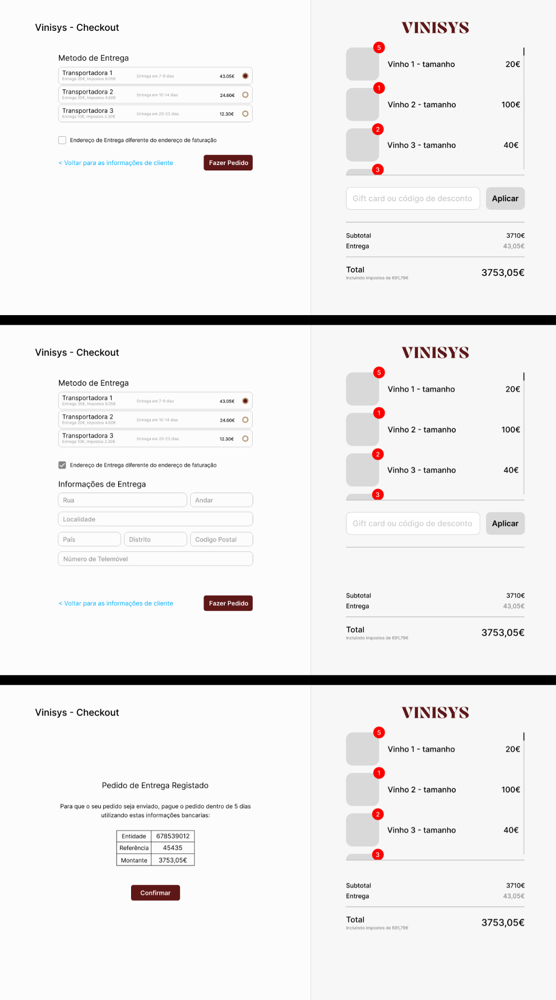 Vinisys - Checkout
Metodo de Entrega
Transportadora 1
Entrega 35€, Impostos 9.05€
Entrega em 7-9 dias
43.05€
Transportadora 2
Entrega 20€, Impostos 4.60€
Entrega em 10-14 dias
24.60€
Transportadora 3
Entrega 10€, Impostos 2.30€
Entrega em 20-23 dias
12.30€
Endereço de Entrega diferente do endereço de faturação
< Voltar para as informações de cliente
Fazer Pedido
VINISYS
5
Vinho 1 - tamanho 20€
1
Vinho 2 - tamanho 100€
2
Vinho 3 - tamanho 40€
3
Gift card ou código de desconto
Aplicar
Subtotal 3710€
Entrega 43,05€
Total 3753,05€
Incluindo impostos de 691,79€
Vinisys - Checkout
Metodo de Entrega
Transportadora 1
Entrega 35€, Impostos 9.05€
Entrega em 7-9 dias
43.05€
Transportadora 2
Entrega 20€, Impostos 4.60€
Entrega em 10-14 dias
24.60€
Transportadora 3
Entrega 10€, Impostos 2.30€
Entrega em 20-23 dias
12.30€
Endereço de Entrega diferente do endereço de faturação
Informações de Entrega
Rua
Andar
Localidade
País
Distrito
Codigo Postal
Número de Telemóvel
< Voltar para as informações de cliente
Fazer Pedido
VINISYS
5
Vinho 1 - tamanho 20€
1
Vinho 2 - tamanho 100€
2
Vinho 3 - tamanho 40€
3
Gift card ou código de desconto
Aplicar
Subtotal 3710€
Entrega 43,05€
Total 3753,05€
Incluindo impostos de 691,79€
Vinisys - Checkout
Pedido de Entrega Registado
Para que o seu pedido seja enviado, pague o pedido dentro de 5 dias
utilizando estas informações bancarias:
Entidade 678539012
Referência 45435
Montante 3753,05€
Confirmar
VINISYS
5
Vinho 1 - tamanho 20€
1
Vinho 2 - tamanho 100€
2
Vinho 3 - tamanho 40€
3
Subtotal 3710€
Entrega 43,05€
Total 3753,05€
Incluindo impostos de 691,79€